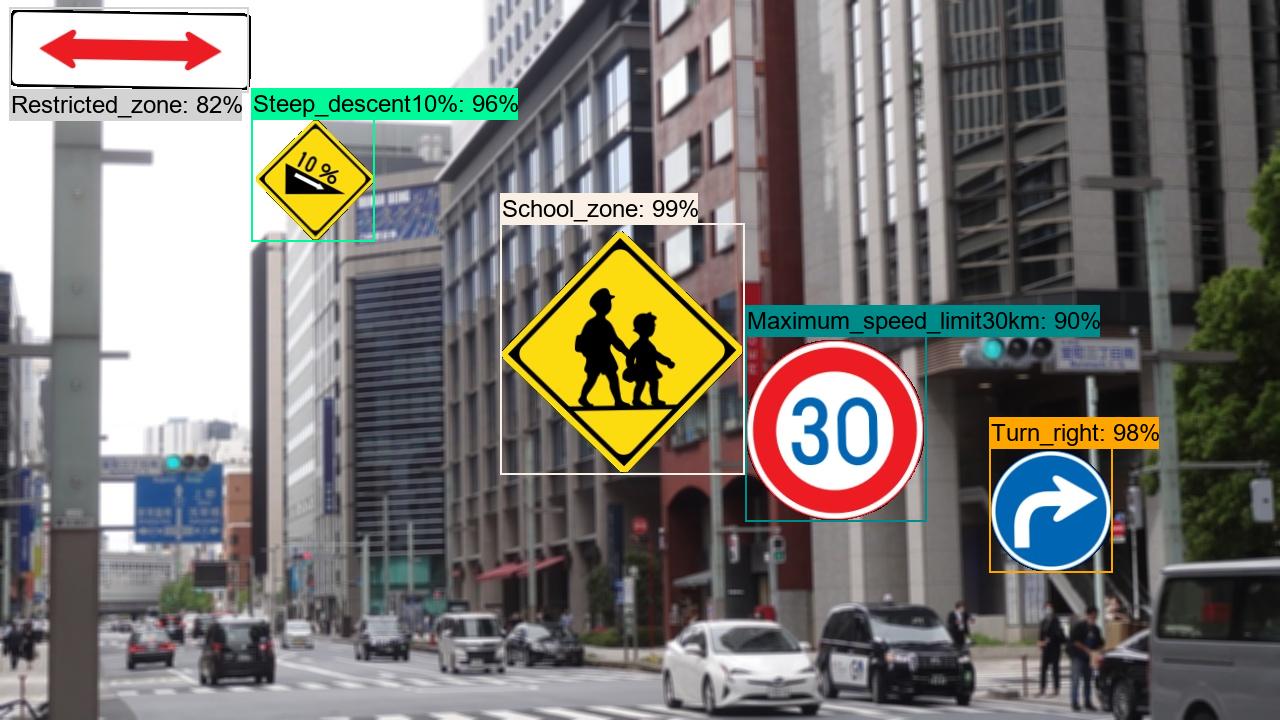 Restricted_zone: 82%
Steep_descent10%: 96%
10%
School_zone: 99%
Maximum_speed_limit30km: 90%
30
Turn_right: 98%